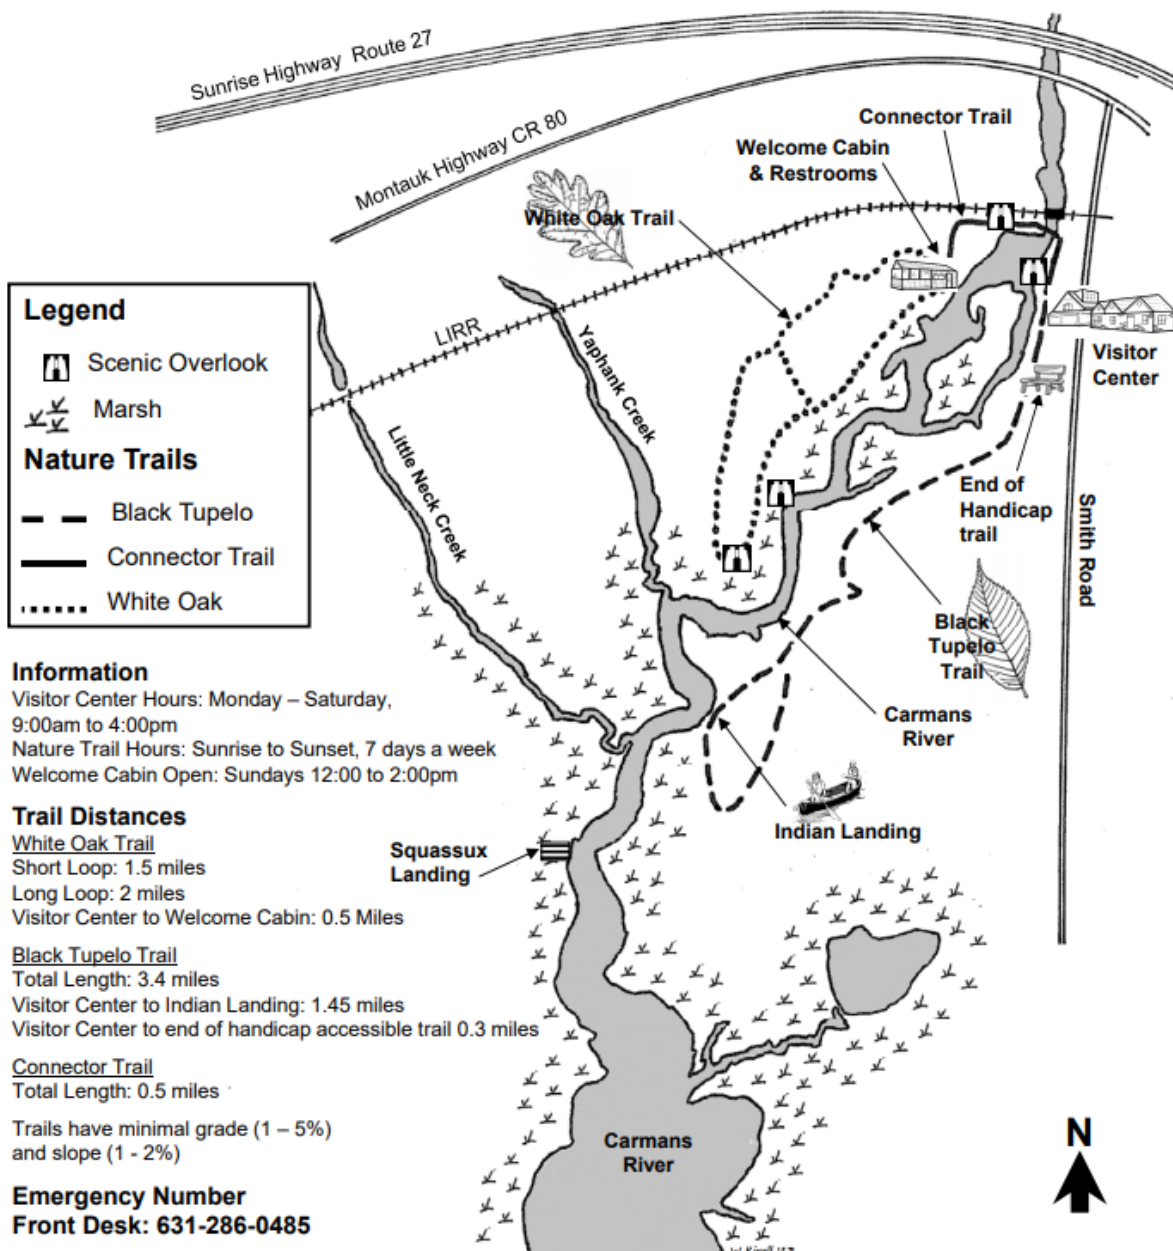 Sunrise Highway Route 27
Montauk Highway CR 80
Connector Trail
Welcome Cabin
& Restrooms
White Oak Trail
LIRR
Yaphank Creek
Little Neck Creek
Visitor
Center
End of
Handicap
trail
Smith Road
Black
Tupelo
Trail
Carmans
River
Indian Landing
Squassux
Landing
Carmans
River
N
Legend
Scenic Overlook
Marsh
Nature Trails
Black Tupelo
Connector Trail
White Oak
Information
Visitor Center Hours: Monday – Saturday,
9:00am to 4:00pm
Nature Trail Hours: Sunrise to Sunset, 7 days a week
Welcome Cabin Open: Sundays 12:00 to 2:00pm
Trail Distances
White Oak Trail
Short Loop: 1.5 miles
Long Loop: 2 miles
Visitor Center to Welcome Cabin: 0.5 Miles
Black Tupelo Trail
Total Length: 3.4 miles
Visitor Center to Indian Landing: 1.45 miles
Visitor Center to end of handicap accessible trail 0.3 miles
Connector Trail
Total Length: 0.5 miles
Trails have minimal grade (1 – 5%)
and slope (1 - 2%)
Emergency Number
Front Desk: 631-286-0485